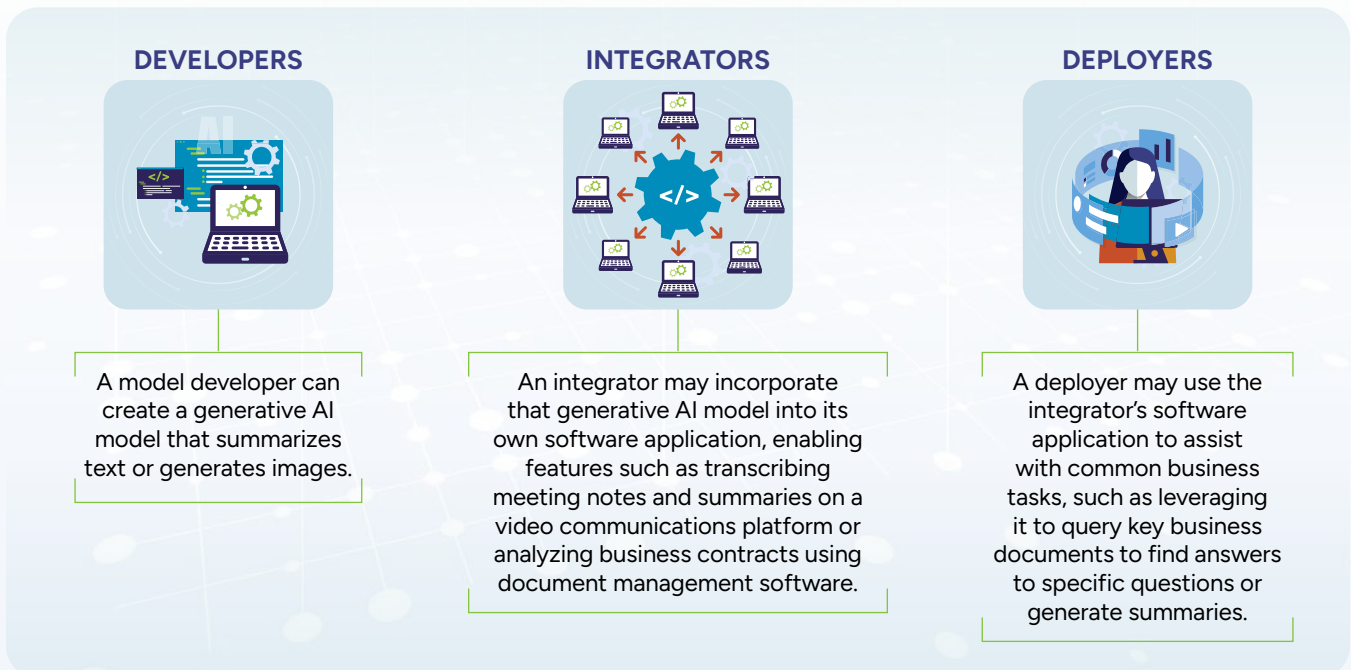 DEVELOPERS
AI
</>
A model developer can
create a generative AI
model that summarizes
text or generates images.
INTEGRATORS
</>
An integrator may incorporate
that generative AI model into its
own software application, enabling
features such as transcribing
meeting notes and summaries on a
video communications platform or
analyzing business contracts using
document management software.
DEPLOYERS
A deployer may use the
integrator’s software
application to assist
with common business
tasks, such as leveraging
it to query key business
documents to find answers
to specific questions or
generate summaries.